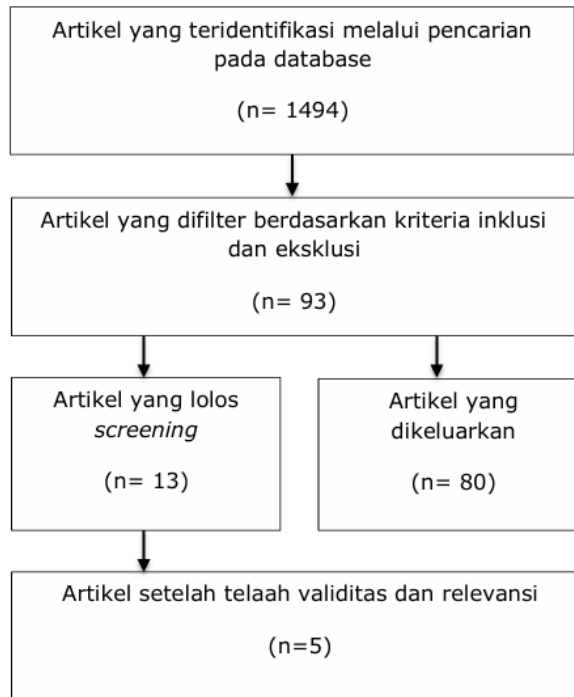 Artikel yang teridentifikasi melalui pencarian
pada database
(n= 1494)
Artikel yang difilter berdasarkan kriteria inklusi
dan eksklusi
(n= 93)
Artikel yang lolos
screening
(n= 13)
Artikel yang
dikeluarkan
(n= 80)
Artikel setelah telaah validitas dan relevansi
(n=5)